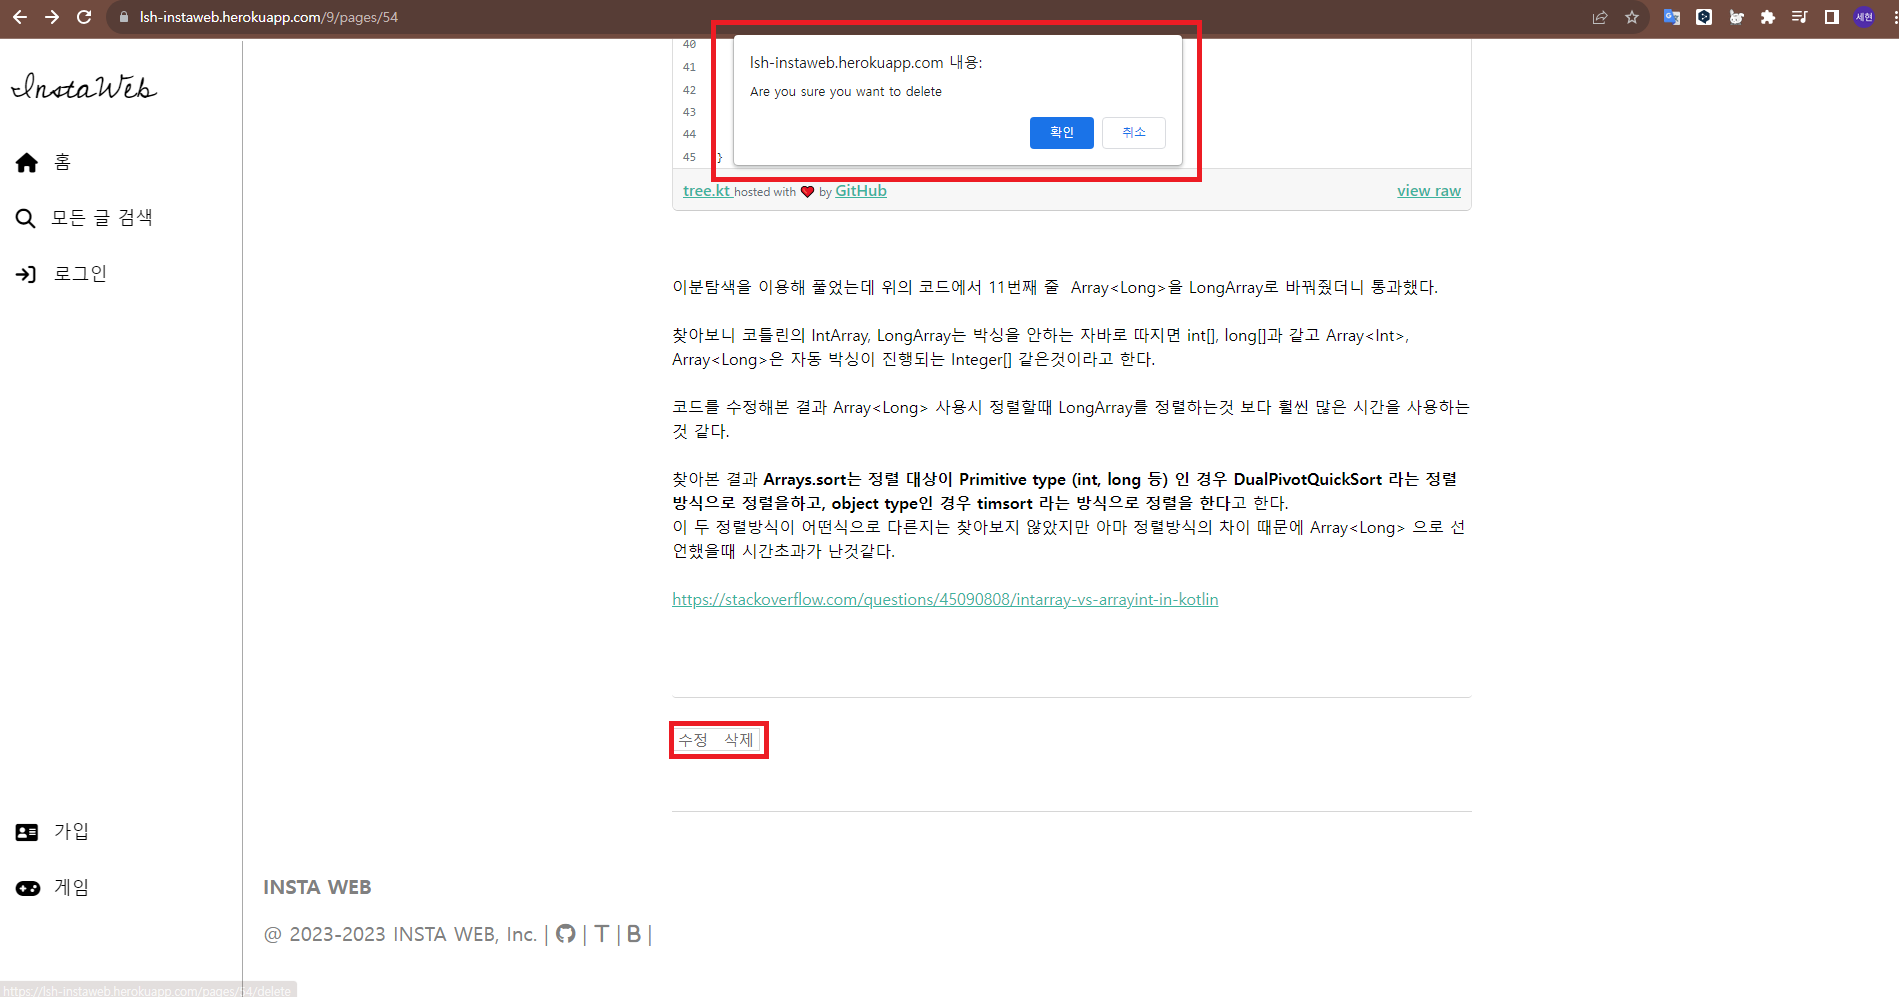 lsh-instaweb.herokuapp.com/9/pages/54
세현
InstaWeb
홈
모든 글 검색
로그인
가입
게임
40
41
42
43
44
45 }
lsh-instaweb.herokuapp.com 내용:
Are you sure you want to delete
확인 취소
tree.kt hosted with ❤ by GitHub view raw
이분탐색을 이용해 풀었는데 위의 코드에서 11번째 줄 Array<Long>을 LongArray로 바꿔줬더니 통과했다.
찾아보니 코틀린의 IntArray, LongArray는 박싱을 안하는 자바로 따지면 int[], long[]과 같고 Array<Int>,
Array<Long>은 자동 박싱이 진행되는 Integer[] 같은것이라고 한다.
코드를 수정해본 결과 Array<Long> 사용시 정렬할때 LongArray를 정렬하는것 보다 훨씬 많은 시간을 사용하는
것 같다.
찾아본 결과 Arrays.sort는 정렬 대상이 Primitive type (int, long 등) 인 경우 DualPivotQuickSort 라는 정렬
방식으로 정렬을하고, object type인 경우 timsort 라는 방식으로 정렬을 한다고 한다.
이 두 정렬방식이 어떤식으로 다른지는 찾아보지 않았지만 아마 정렬방식의 차이 때문에 Array<Long> 으로 선
언했을때 시간초과가 난것같다.
https://stackoverflow.com/questions/45090808/intarray-vs-arrayint-in-kotlin
수정 삭제
INSTA WEB
@ 2023-2023 INSTA WEB, Inc. | | T | B |
https://lsh-instaweb.herokuapp.com/pages/54/delete